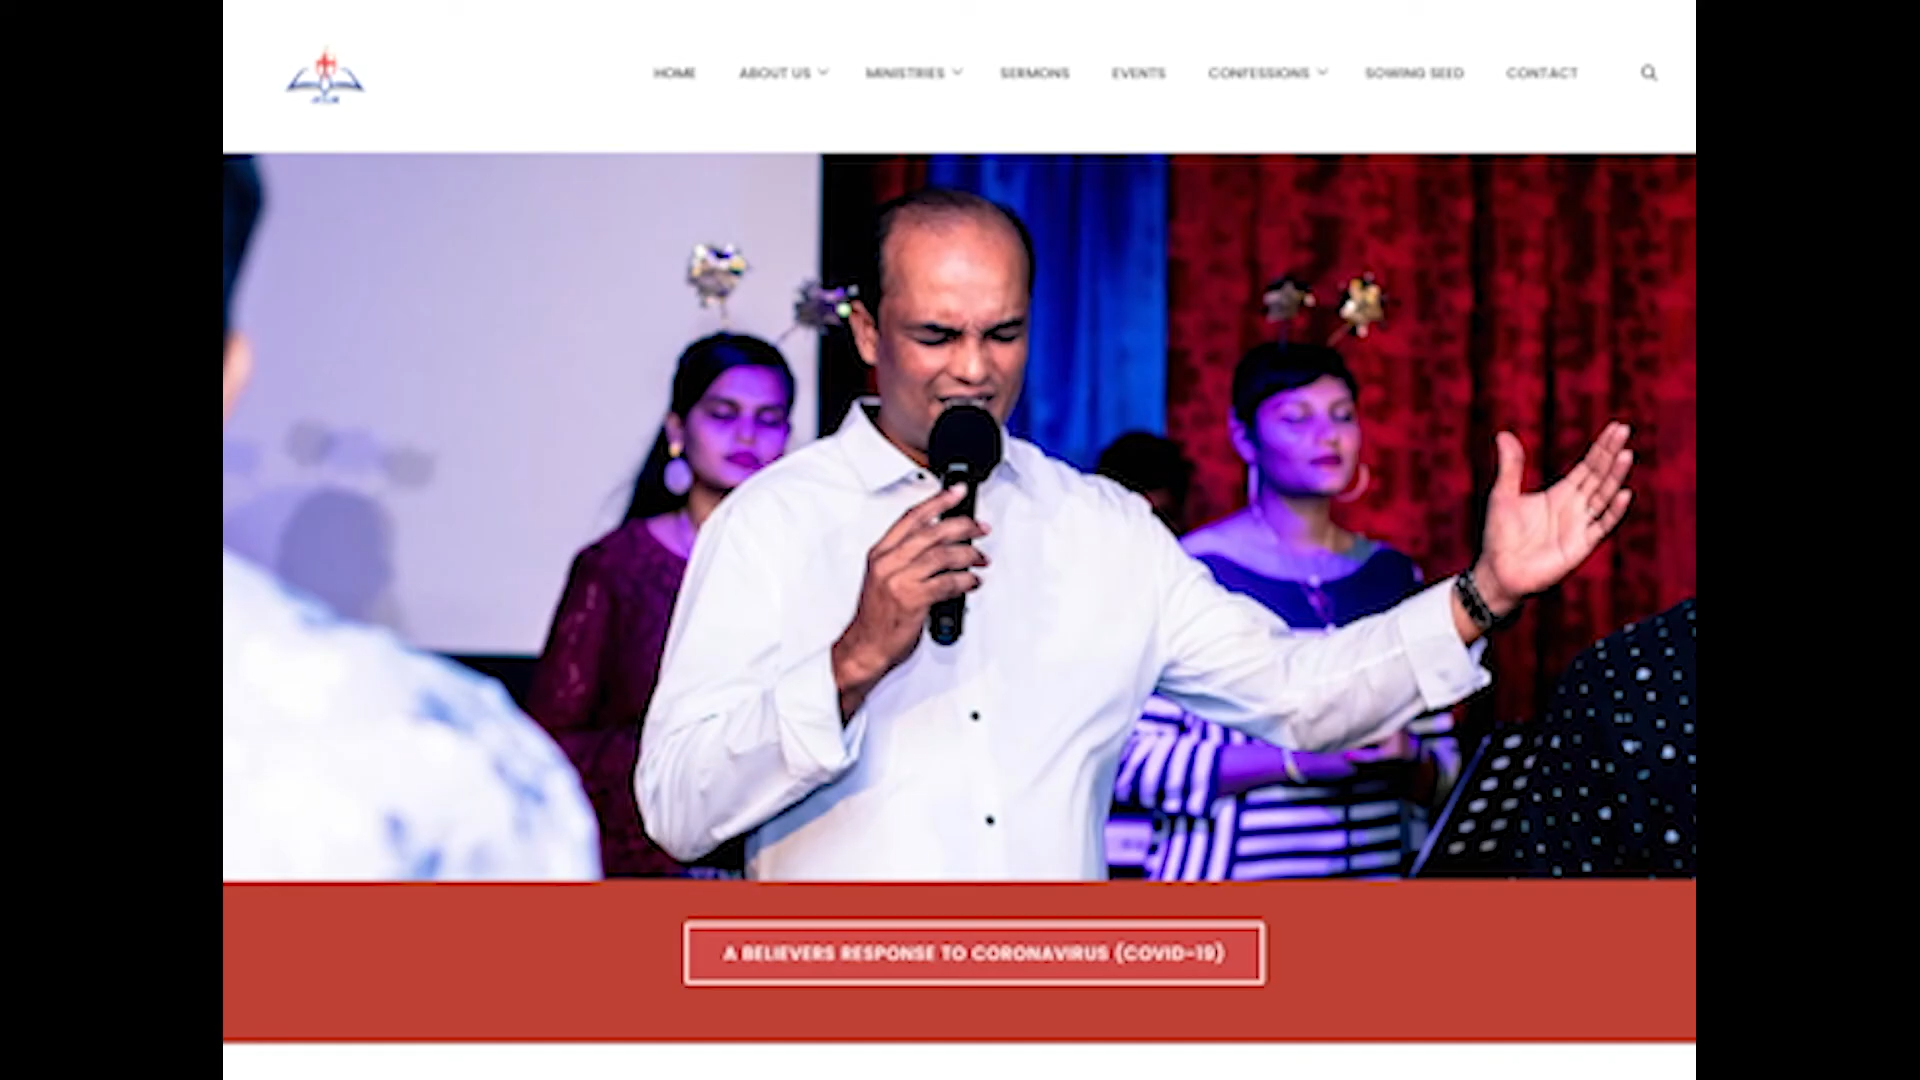 HOME ABOUT US MINISTRIES SERMONS EVENTS CONFESSIONS SOWING SEED CONTACT
A BELIEVERS RESPONSE TO CORONAVIRUS (COVID-19)